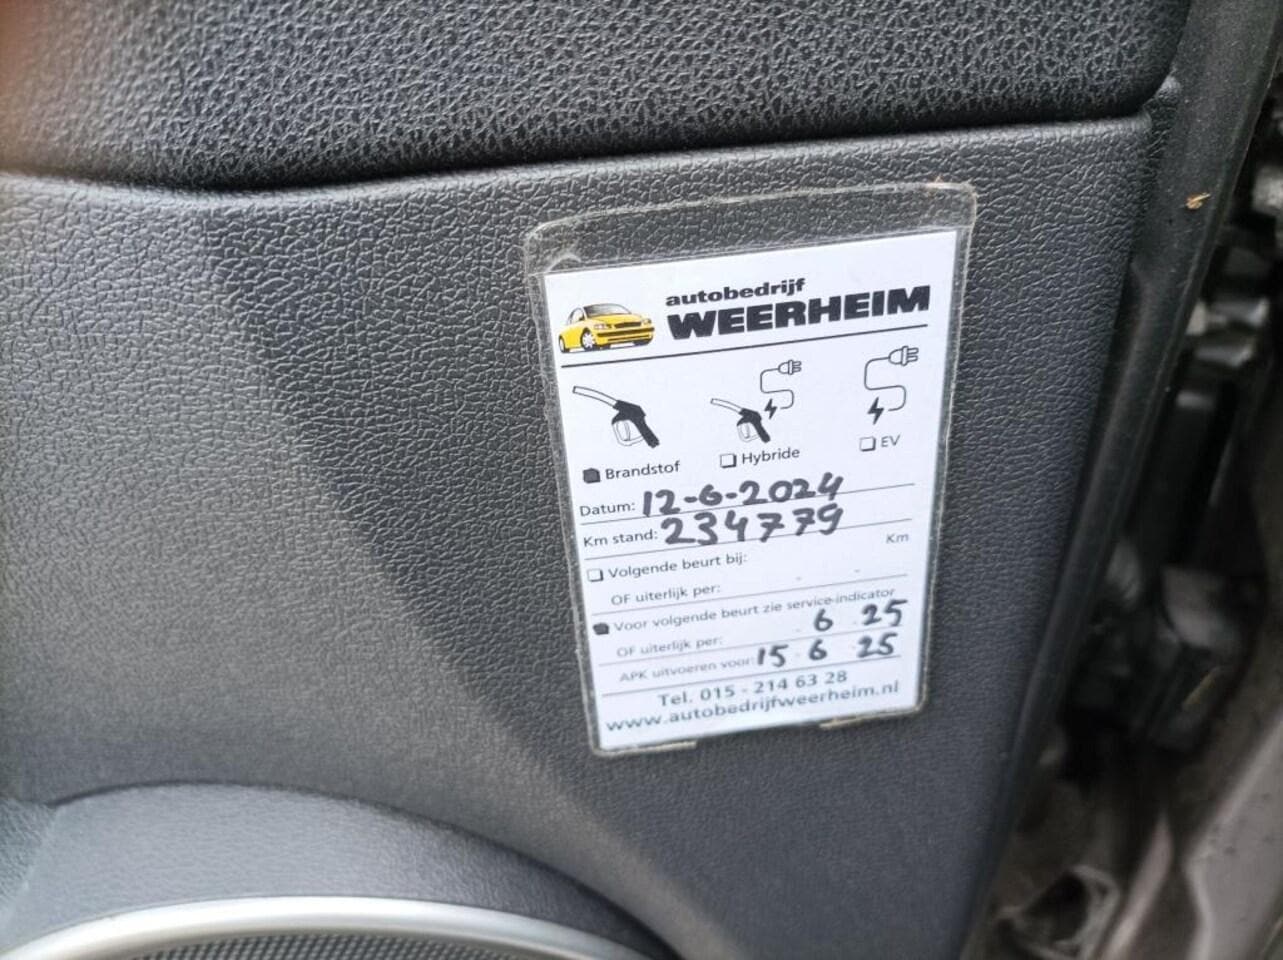 autobedrijf
WEERHEIM
Brandstof
Hybride
EV
Datum: 12-6-2024
Km stand: 234779
Volgende beurt bij: Km
OF uiterlijk per:
Voor volgende beurt zie service-indicator
OF uiterlijk per: 6 25
APK uitvoeren voor: 15 6 25
Tel. 015 - 214 63 28
www.autobedrijfweerheim.nl